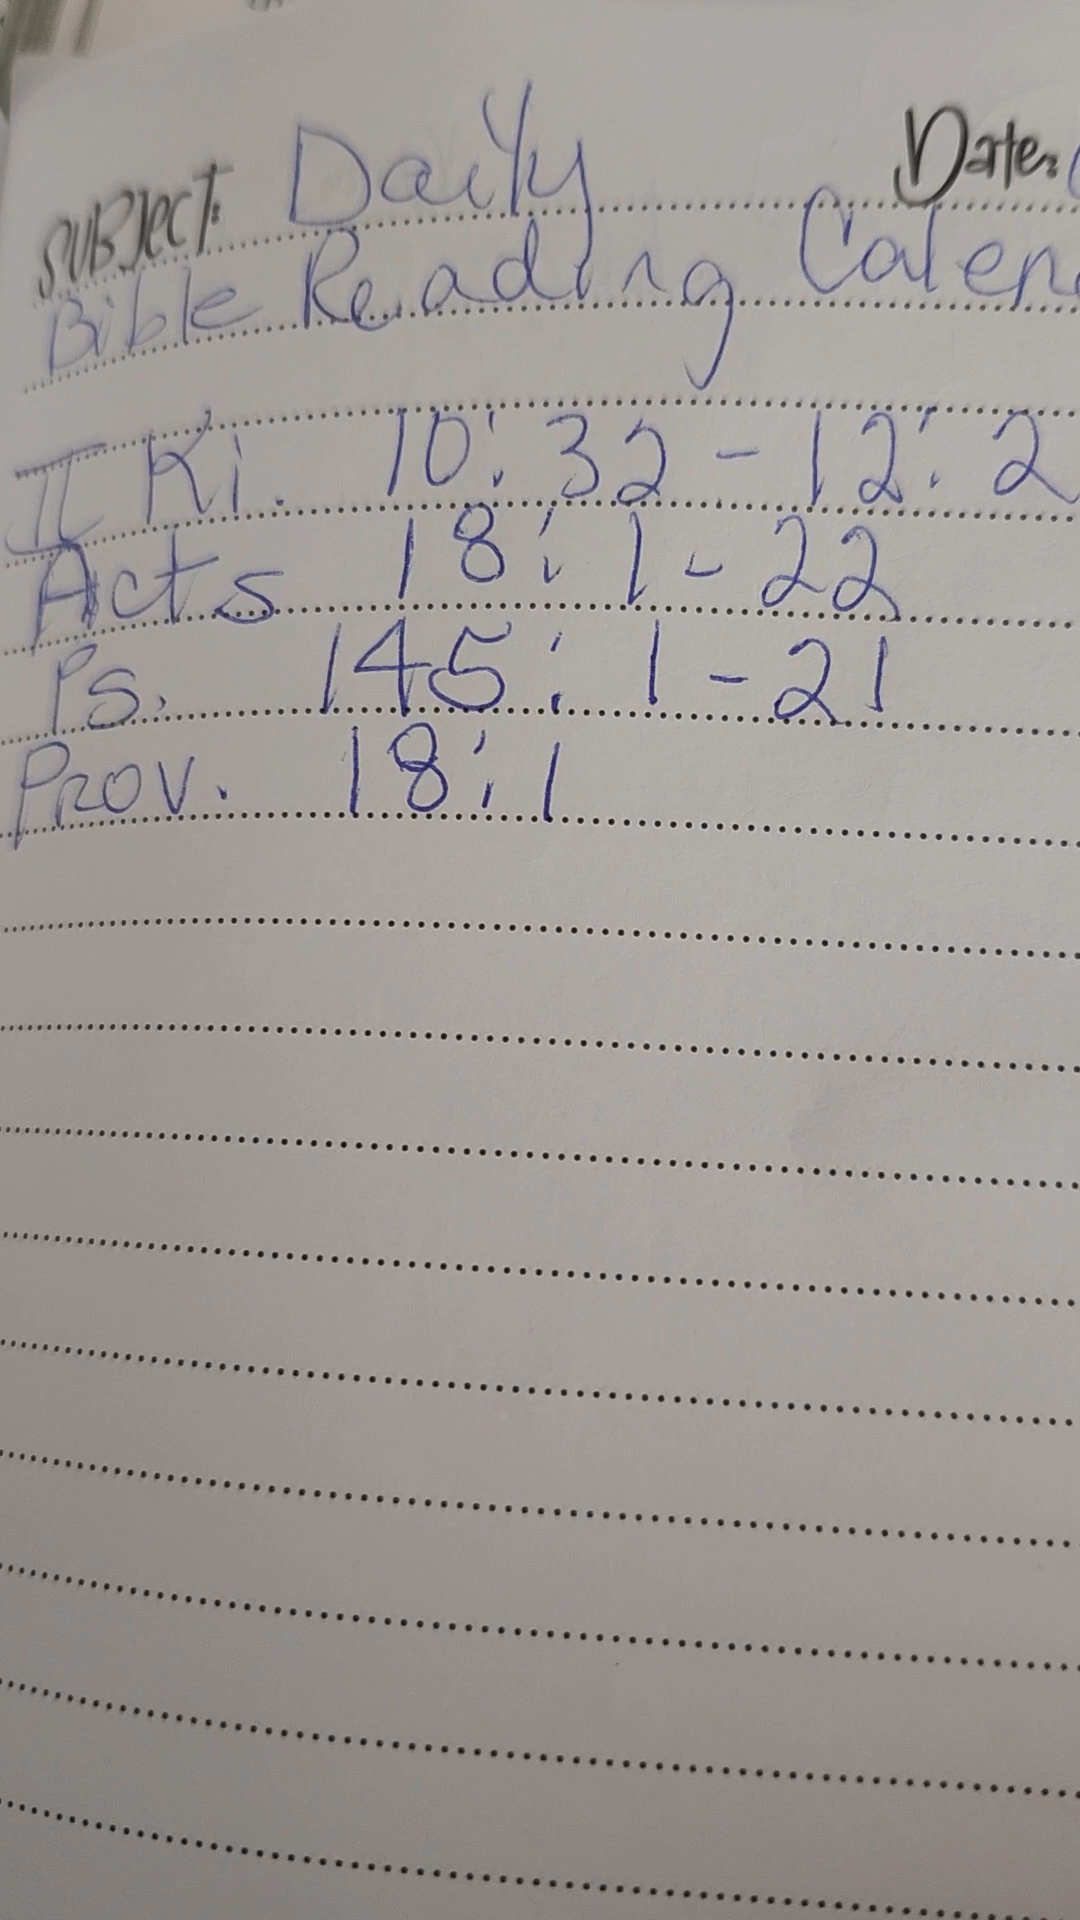 SUBJECT: Daily Date:
Bible Reading Calen
II Ki. 10:32-12:2
Acts 18:1-22
Ps. 145:1-21
Prov. 18:1